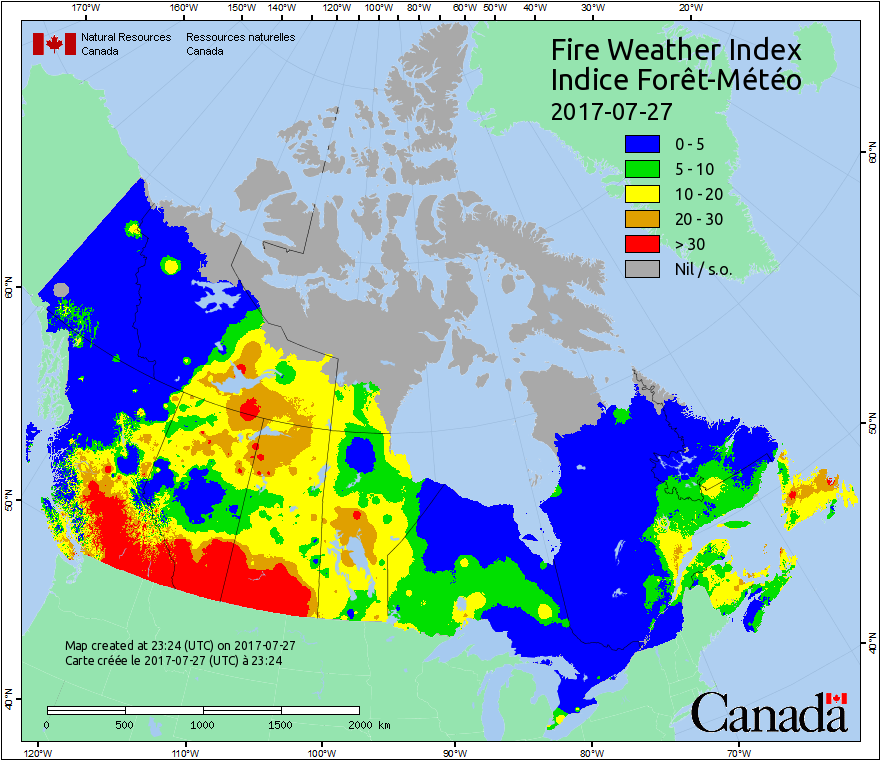 170°W 160°W 150°W 140°W 120°W 100°W 80°W 60°W 50°W 40°W 30°W 20°W
Natural Resources Ressources naturelles
Canada Canada
Fire Weather Index
Indice Forêt-Météo
2017-07-27
0 - 5
5 - 10
10 - 20
20 - 30
> 30
Nil / s.o.
60°N 60°N
50°N 50°N
40°N 40°N
Map created at 23:24 (UTC) on 2017-07-27
Carte créée le 2017-07-27 (UTC) à 23:24
0 500 1000 1500 2000 km
Canada
120°W 110°W 100°W 90°W 80°W 70°W